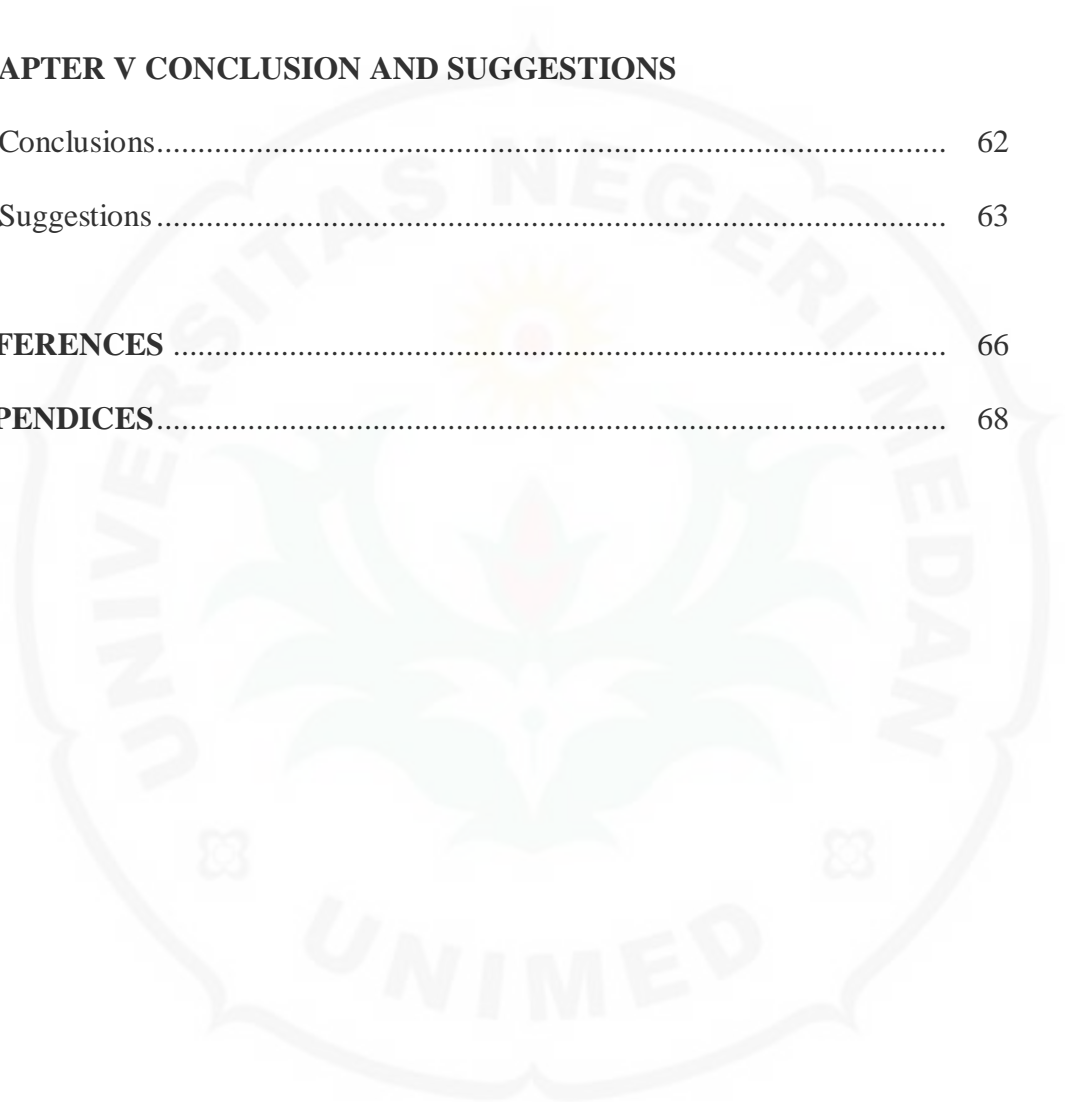 APTER V CONCLUSION AND SUGGESTIONS
Conclusions.................................................................................................. 62
Suggestions.................................................................................................. 63
FERENCES .................................................................................................. 66
PENDICES.................................................................................................. 68
UNIVERSITAS NEGERI MEDAN
UNIMED